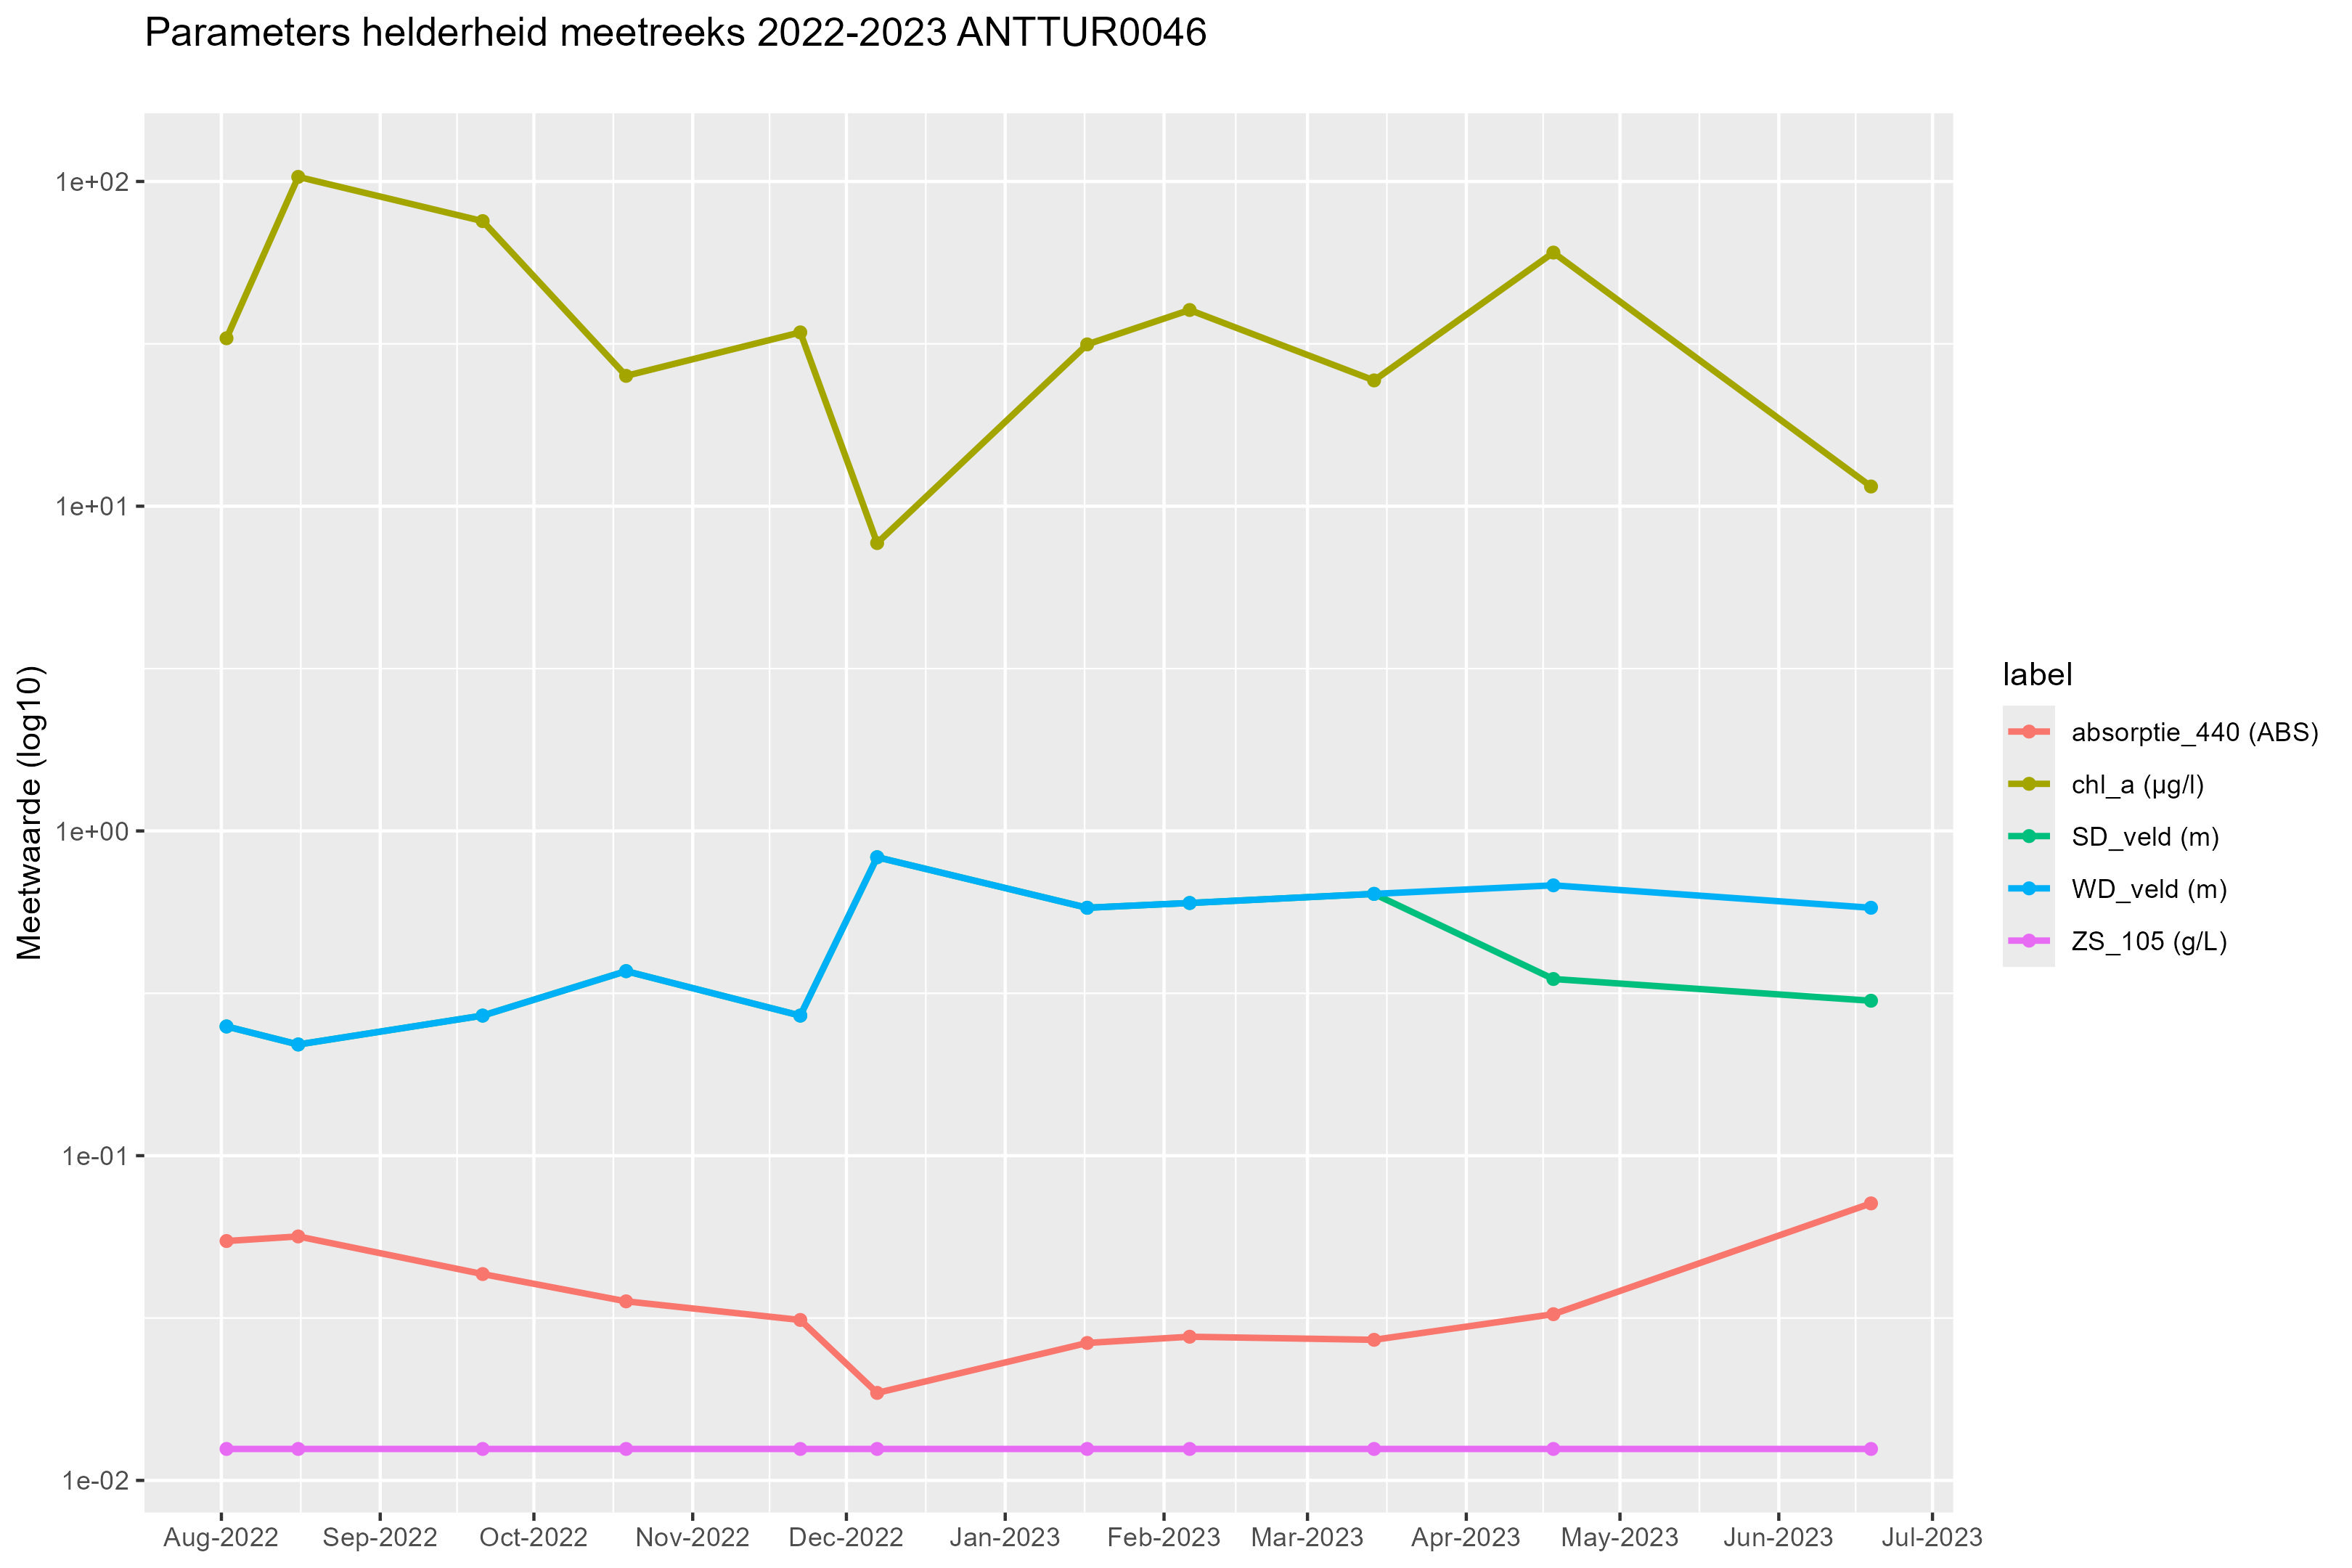 Parameters helderheid meetreeks 2022-2023 ANTTUR0046
Meetwaarde (log10)
1e+02
1e+01
1e+00
1e-01
1e-02
Aug-2022 Sep-2022 Oct-2022 Nov-2022 Dec-2022 Jan-2023 Feb-2023 Mar-2023 Apr-2023 May-2023 Jun-2023 Jul-2023
label
absorptie_440 (ABS)
chl_a (µg/l)
SD_veld (m)
WD_veld (m)
ZS_105 (g/L)